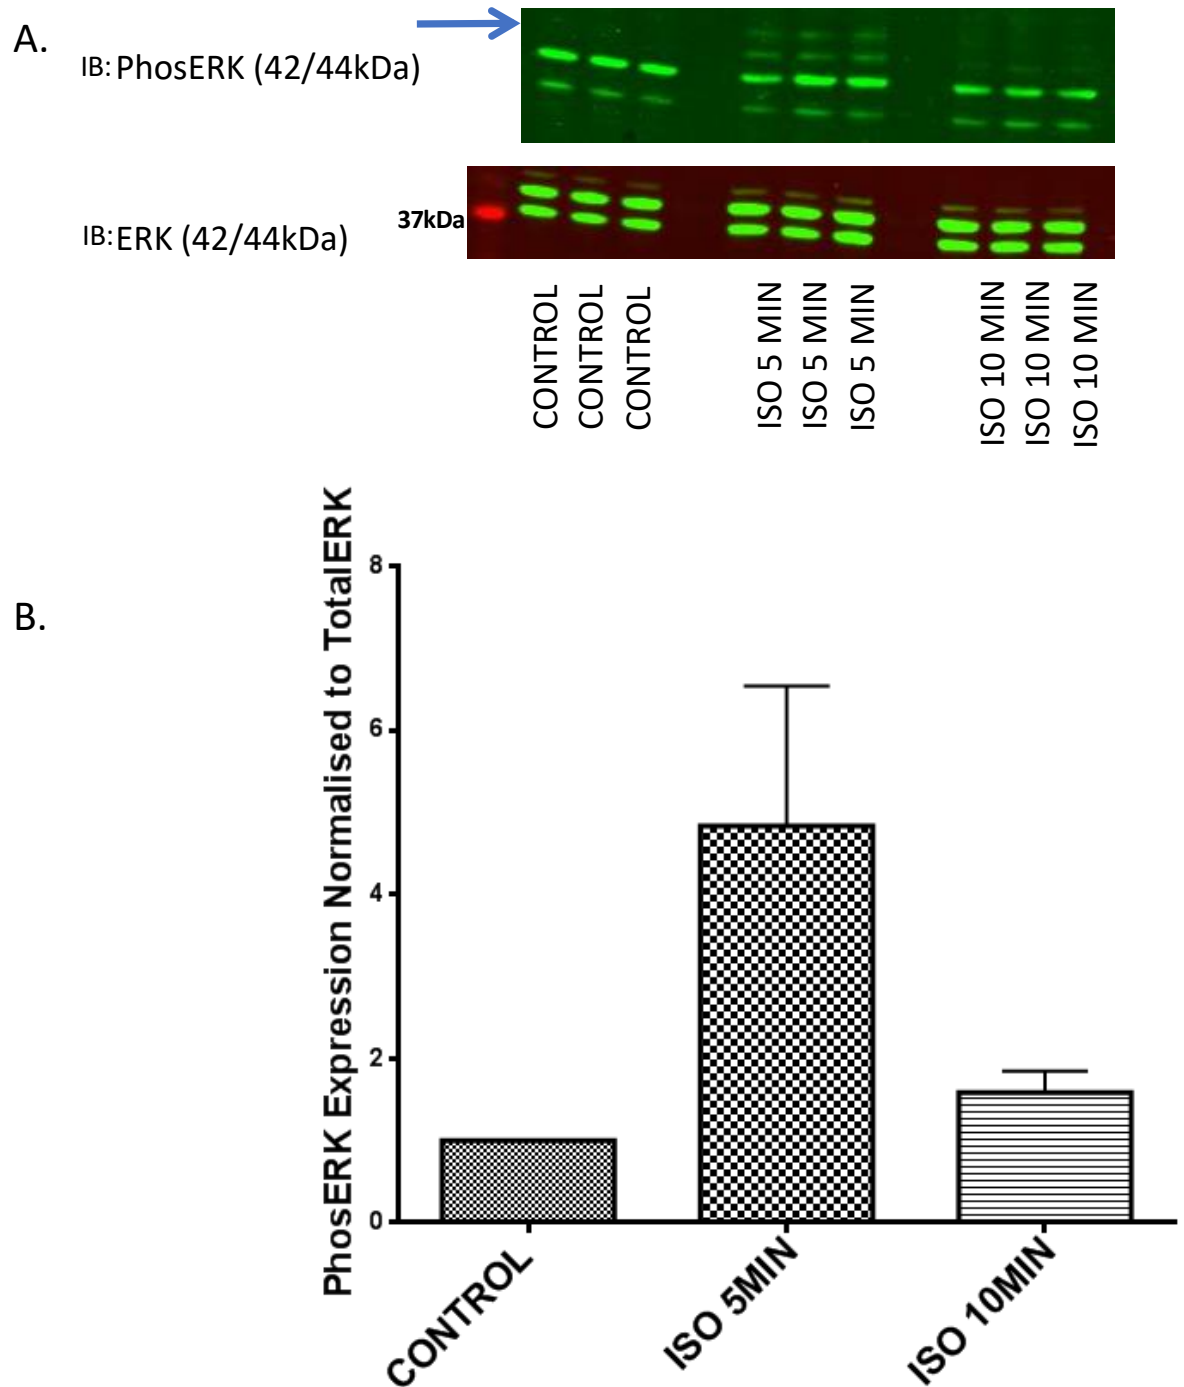 A.
IB: PhosERK (42/44kDa)
37kDa
IB: ERK (42/44kDa)
CONTROL
CONTROL
CONTROL
ISO 5 MIN
ISO 5 MIN
ISO 5 MIN
ISO 10 MIN
ISO 10 MIN
ISO 10 MIN
B.
PhosERK Expression Normalised to TotalERK
8
6
4
2
0
CONTROL
ISO 5MIN
ISO 10MIN